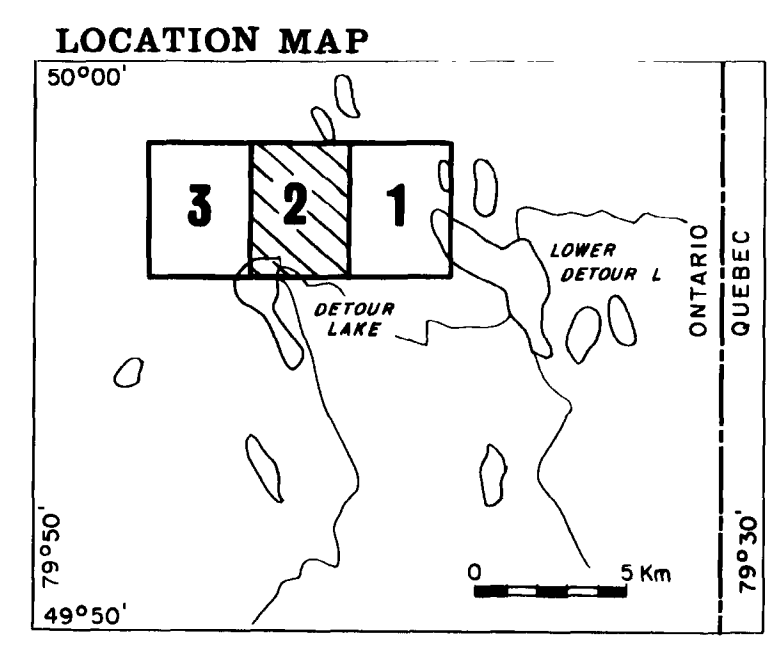 LOCATION MAP
50°00'
3
2
1
LOWER
DETOUR L
DETOUR
LAKE
ONTARIO
QUEBEC
79°50'
79°30'
0 5 Km
49°50'